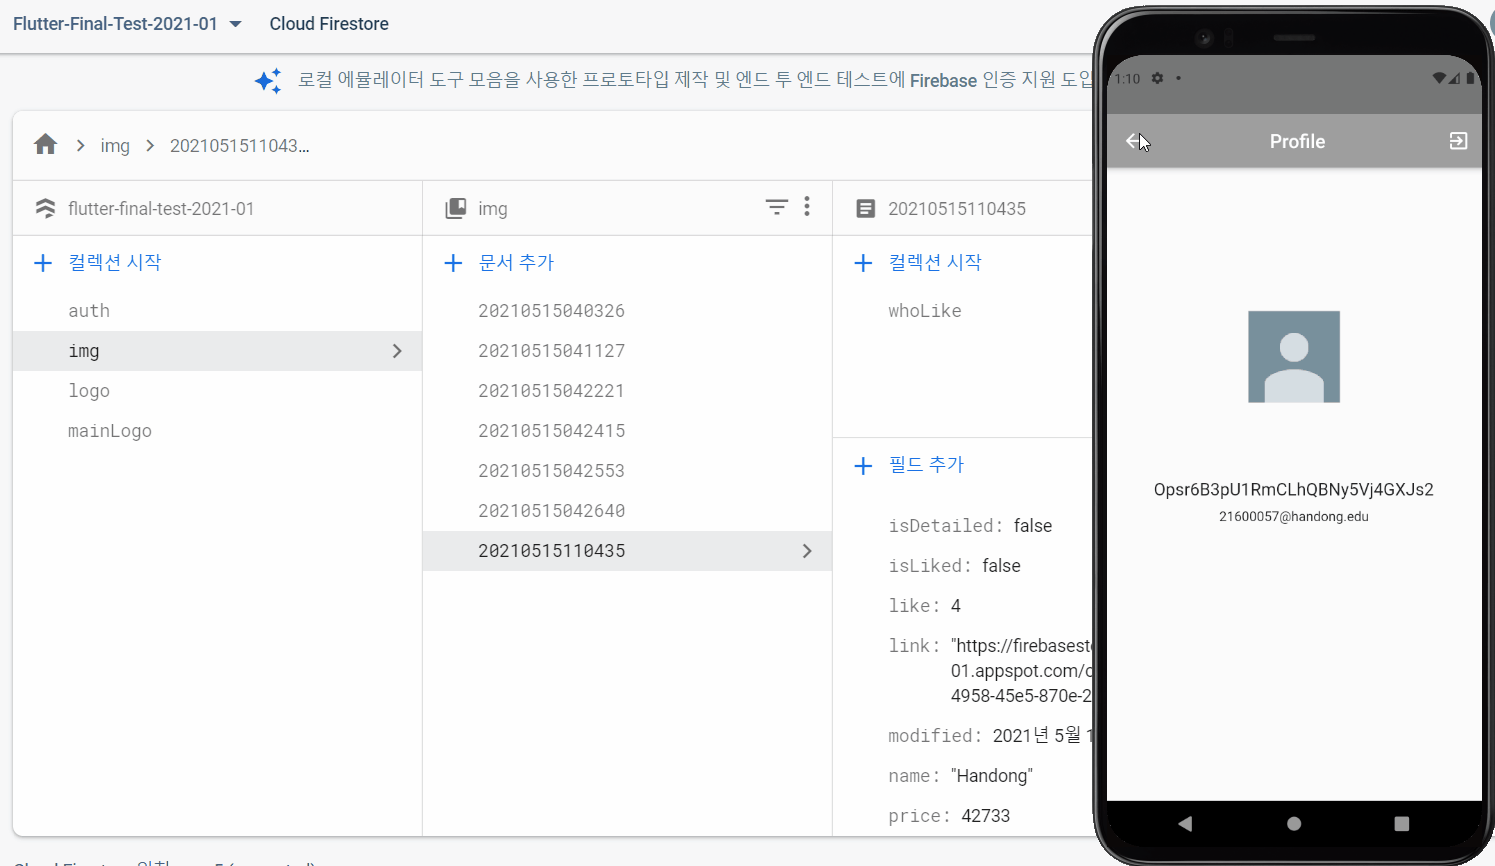 Flutter-Final-Test-2021-01
Cloud Firestore
로컬 에뮬레이터 도구 모음을 사용한 프로토타입 제작 및 엔드 투 엔드 테스트에 Firebase 인증 지원 도입
img
2021051511043...
flutter-final-test-2021-01
img
20210515110435
컬렉션 시작
문서 추가
컬렉션 시작
auth
img
logo
mainLogo
20210515040326
20210515041127
20210515042221
20210515042415
20210515042553
20210515042640
20210515110435
whoLike
필드 추가
isDetailed: false
isLiked: false
like: 4
link: "https://firebasest
01.appspot.com/
4958-45e5-870e-2
modified: 2021년 5월 1
name: "Handong"
price: 42733
1:10
Profile
Opsr6B3pU1RmCLhQBNy5Vj4GXJs2
21600057@handong.edu